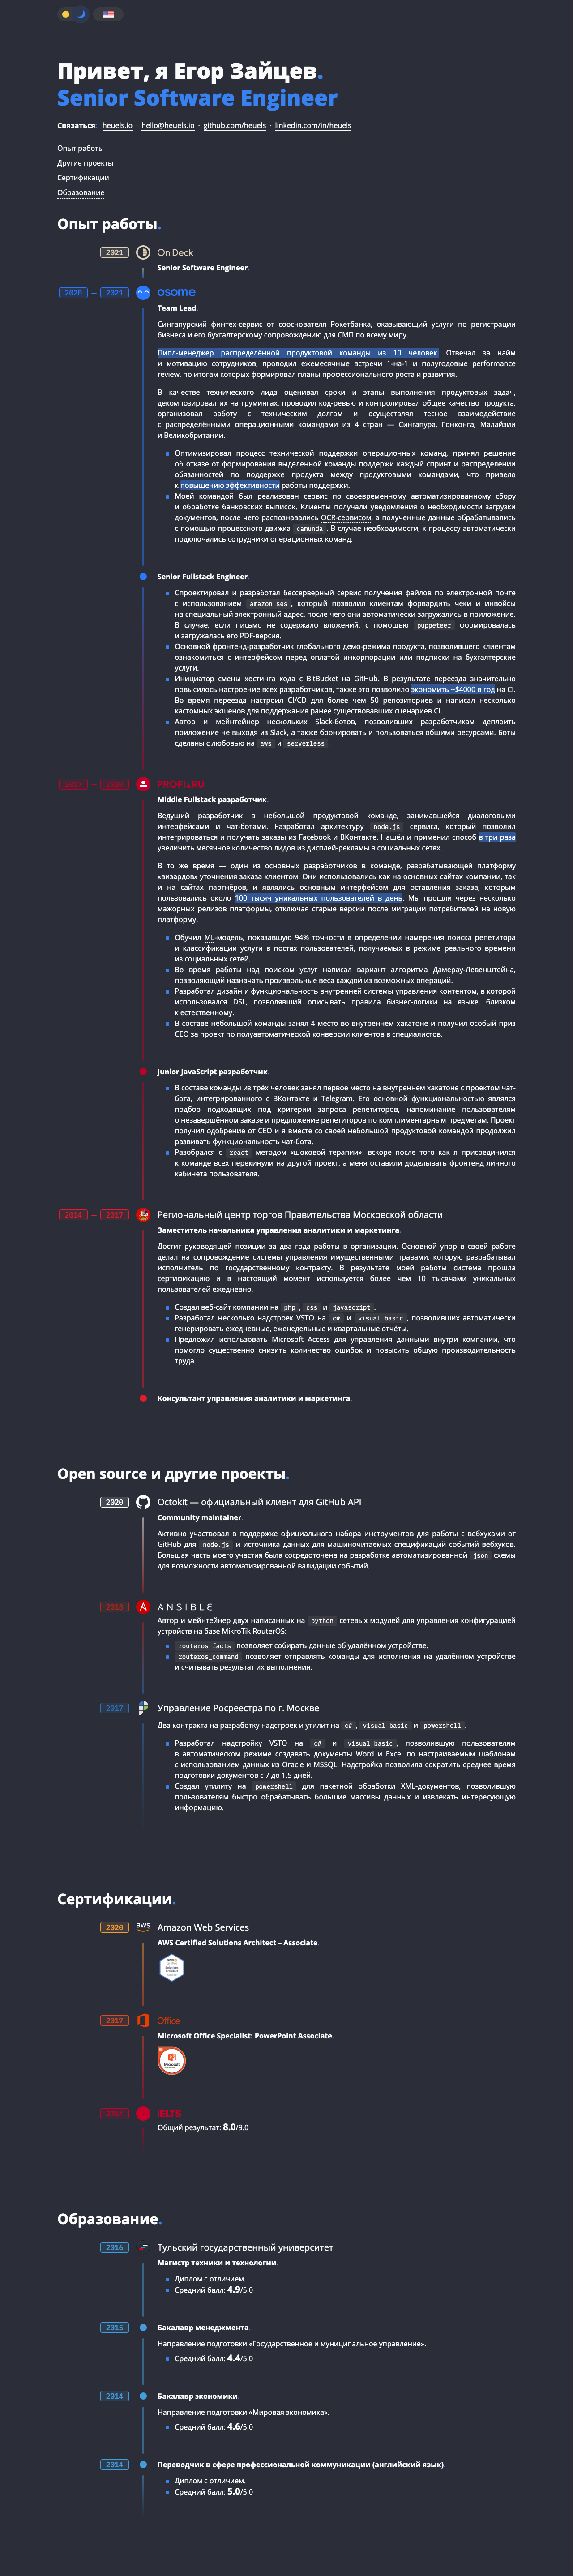 Привет, я Егор Зайцев.
Senior Software Engineer
Связаться: heuels.io · hello@heuels.io · github.com/heuels · linkedin.com/in/heuels
Опыт работы
Другие проекты
Сертификации
Образование
Опыт работы.
2021 On Deck
Senior Software Engineer.
2020 — 2021 osome
Team Lead.
Сингапурский финтех-сервис от сооснователя Рокетбанка, оказывающий услуги по регистрации
бизнеса и его бухгалтерскому сопровождению для СМП по всему миру.
Пипл-менеджер распределённой продуктовой команды из 10 человек. Отвечал за найм
и мотивацию сотрудников, проводил ежемесячные встречи 1-на-1 и полугодовые performance
review, по итогам которых формировал планы профессионального роста и развития.
В качестве технического лида оценивал сроки и этапы выполнения продуктовых задач,
декомпозировал их на грумингах, проводил код-ревью и контролировал общее качество продукта,
организовал работу с техническим долгом и осуществлял тесное взаимодействие
с распределёнными операционными командами из 4 стран — Сингапура, Гонконга, Малайзии
и Великобритании.
Оптимизировал процесс технической поддержки операционных команд, принял решение
об отказе от формирования выделенной команды поддержки каждый спринт и распределении
обязанностей по поддержке продукта между продуктовыми командами, что привело
к повышению эффективности работы поддержки.
Моей командой был реализован сервис по своевременному автоматизированному сбору
и обработке банковских выписок. Клиенты получали уведомления о необходимости загрузки
документов, после чего распознавались OCR-сервисом, а полученные данные обрабатывались
с помощью процессного движка camunda. В случае необходимости, к процессу автоматически
подключались сотрудники операционных команд.
Senior Fullstack Engineer.
Спроектировал и разработал бессерверный сервис получения файлов по электронной почте
с использованием amazon ses, который позволил клиентам форвардить чеки и инвойсы
на специальный электронный адрес, после чего они автоматически загружались в приложение.
В случае, если письмо не содержало вложений, с помощью puppeteer формировалась
и загружалась его PDF-версия.
Основной фронтенд-разработчик глобального демо-режима продукта, позволившего клиентам
ознакомиться с интерфейсом перед оплатой инкорпорации или подписки на бухгалтерские
услуги.
Инициатор смены хостинга кода с BitBucket на GitHub. В результате переезда значительно
повысилось настроение всех разработчиков, также это позволило экономить ~$4000 в год на CI.
Во время переезда настроил CI/CD для более чем 50 репозиториев и написал несколько
кастомных экшенов для поддержания ранее существовавших сценариев CI.
Автор и мейнтейнер нескольких Slack-ботов, позволивших разработчикам деплоить
приложение не выходя из Slack, а также бронировать и пользоваться общими ресурсами. Боты
сделаны с любовью на aws и serverless.
2017 — 2020 PROFI.RU
Middle Fullstack разработчик.
Ведущий разработчик в небольшой продуктовой команде, занимавшейся диалоговыми
интерфейсами и чат-ботами. Разработал архитектуру node.js сервиса, который позволил
интегрироваться и получать заказы из Facebook и ВКонтакте. Нашёл и применил способ в три раза
увеличить месячное количество лидов из дисплей-рекламы в социальных сетях.
В то же время — один из основных разработчиков в команде, разрабатывающей платформу
«визардов» уточнения заказа клиентом. Они использовались как на основных сайтах компании, так
и на сайтах партнёров, и являлись основным интерфейсом для оставления заказа, которым
пользовались около 100 тысяч уникальных пользователей в день. Мы прошли через несколько
мажорных релизов платформы, отключая старые версии после миграции потребителей на новую
платформу.
Обучил ML-модель, показавшую 94% точности в определении намерения поиска репетитора
и классификации услуги в постах пользователей, получаемых в режиме реального времени
из социальных сетей.
Во время работы над поиском услуг написал вариант алгоритма Дамерау-Левенштейна,
позволяющий назначать произвольные веса каждой из возможных операций.
Разработал дизайн и функциональность внутренней системы управления контентом, в которой
использовался DSL, позволявший описывать правила бизнес-логики на языке, близком
к естественному.
В составе небольшой команды занял 4 место во внутреннем хакатоне и получил особый приз
CEO за проект по полуавтоматической конверсии клиентов в специалистов.
Junior JavaScript разработчик.
В составе команды из трёх человек занял первое место на внутреннем хакатоне с проектом чат-
бота, интегрированного с ВКонтакте и Telegram. Его основной функциональностью являлся
подбор подходящих под критерии запроса репетиторов, напоминание пользователям
о незавершённом заказе и предложение репетиторов по комплиментарным предметам. Проект
получил одобрение от CEO и я вместе со своей небольшой продуктовой командой продолжил
развивать функциональность чат-бота.
Разобрался с react методом «шоковой терапии»: вскоре после того как я присоединился
к команде всех перекинули на другой проект, а меня оставили доделывать фронтенд личного
кабинета пользователя.
2014 — 2017 Региональный центр торгов Правительства Московской области
Заместитель начальника управления аналитики и маркетинга.
Достиг руководящей позиции за два года работы в организации. Основной упор в своей работе
делал на сопровождение системы управления имущественными правами, которую разрабатывал
исполнитель по государственному контракту. В результате моей работы система прошла
сертификацию и в настоящий момент используется более чем 10 тысячами уникальных
пользователей ежедневно.
Создал веб-сайт компании на php, css и javascript.
Разработал несколько надстроек VSTO на c# и visual basic, позволивших автоматически
генерировать ежедневные, еженедельные и квартальные отчёты.
Предложил использовать Microsoft Access для управления данными внутри компании, что
помогло существенно снизить количество ошибок и повысить общую производительность
труда.
Консультант управления аналитики и маркетинга.
Open source и другие проекты.
2020 Octokit — официальный клиент для GitHub API
Community maintainer.
Активно участвовал в поддержке официального набора инструментов для работы с вебхуками от
GitHub для node.js и источника данных для машиночитаемых спецификаций событий вебхуков.
Большая часть моего участия была сосредоточена на разработке автоматизированной json схемы
для возможности автоматизированной валидации событий.
2018 ANSIBLE
Автор и мейнтейнер двух написанных на python сетевых модулей для управления конфигурацией
устройств на базе MikroTik RouterOS:
routeros_facts позволяет собирать данные об удалённом устройстве.
routeros_command позволяет отправлять команды для исполнения на удалённом устройстве
и считывать результат их выполнения.
2017 Управление Росреестра по г. Москве
Два контракта на разработку надстроек и утилит на c#, visual basic и powershell.
Разработал надстройку VSTO на c# и visual basic, позволившую пользователям
в автоматическом режиме создавать документы Word и Excel по настраиваемым шаблонам
с использованием данных из Oracle и MSSQL. Надстройка позволила сократить среднее время
подготовки документов с 7 до 1.5 дней.
Создал утилиту на powershell для пакетной обработки XML-документов, позволившую
пользователям быстро обрабатывать большие массивы данных и извлекать интересующую
информацию.
Сертификации.
2020 aws Amazon Web Services
AWS Certified Solutions Architect – Associate.
2017 Office
Microsoft Office Specialist: PowerPoint Associate.
Microsoft
2014 IELTS
Общий результат: 8.0/9.0
Образование.
2016 Тульский государственный университет
Магистр техники и технологии.
Диплом с отличием.
Средний балл: 4.9/5.0
2015 Бакалавр менеджмента.
Направление подготовки «Государственное и муниципальное управление».
Средний балл: 4.4/5.0
2014 Бакалавр экономики.
Направление подготовки «Мировая экономика».
Средний балл: 4.6/5.0
2014 Переводчик в сфере профессиональной коммуникации (английский язык).
Диплом с отличием.
Средний балл: 5.0/5.0